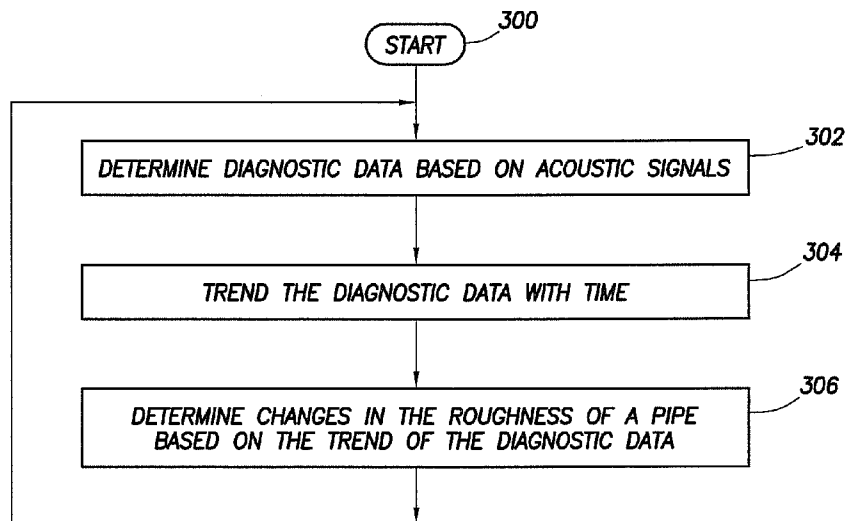 300
START
302
DETERMINE DIAGNOSTIC DATA BASED ON ACOUSTIC SIGNALS
304
TREND THE DIAGNOSTIC DATA WITH TIME
306
DETERMINE CHANGES IN THE ROUGHNESS OF A PIPE
BASED ON THE TREND OF THE DIAGNOSTIC DATA